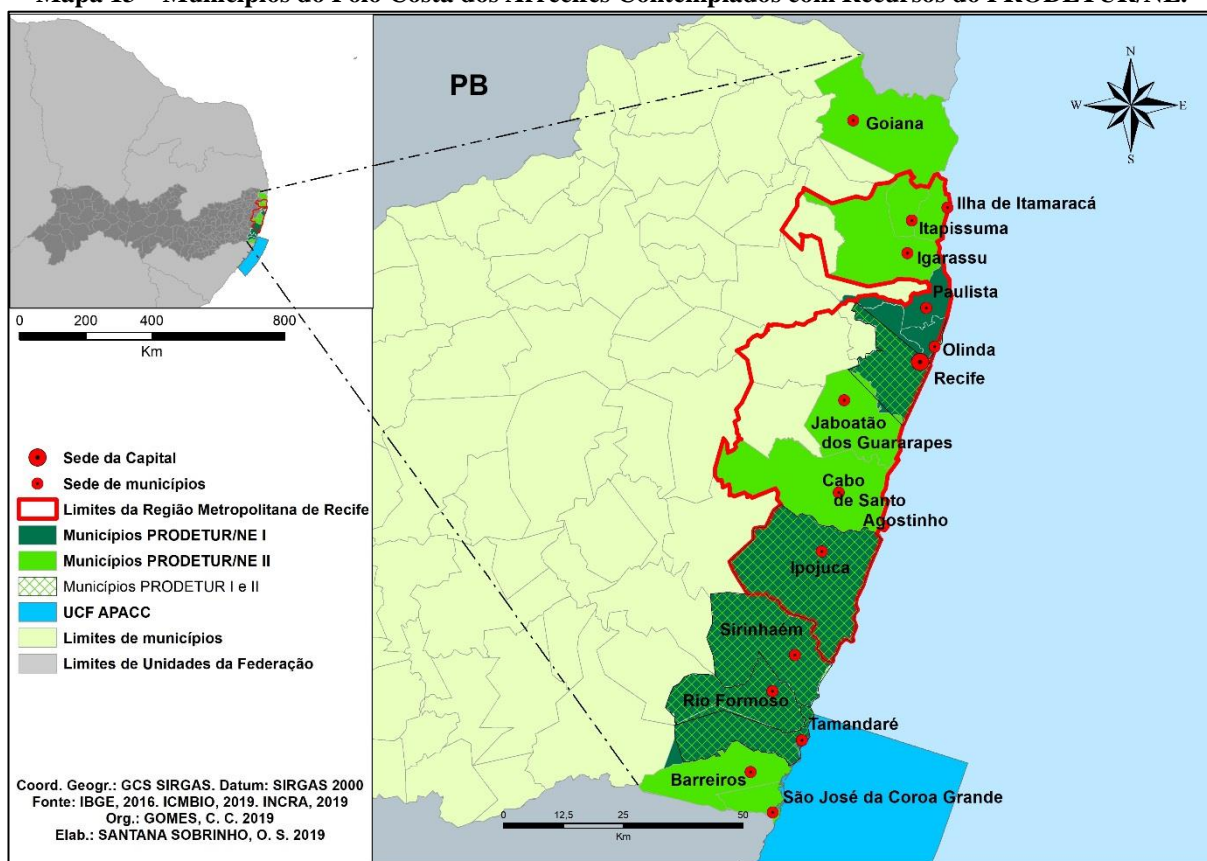 Mapa 13 – Municípios do Polo Costa dos Arrecifes Contemplados com Recursos do PRODETUR/NE.
PB
N
W
E
S
Goiana
Ilha de Itamaracá
Itapissuma
Igarassu
Paulista
Olinda
Recife
Jaboatão
dos Guararapes
Cabo
de Santo
Agostinho
Ipojuca
Sirinhaém
Rio Formoso
Tamandaré
Barreiros
São José da Coroa Grande
0 12,5 25 50
Km
0 200 400 800
Km
Sede da Capital
Sede de municípios
Limites da Região Metropolitana de Recife
Municípios PRODETUR/NE I
Municípios PRODETUR/NE II
Municípios PRODETUR I e II
UCF APACC
Limites de municípios
Limites de Unidades da Federação
Coord. Geogr.: GCS SIRGAS. Datum: SIRGAS 2000
Fonte: IBGE, 2016. ICMBIO, 2019. INCRA, 2019
Org.: GOMES, C. C. 2019
Elab.: SANTANA SOBRINHO, O. S. 2019